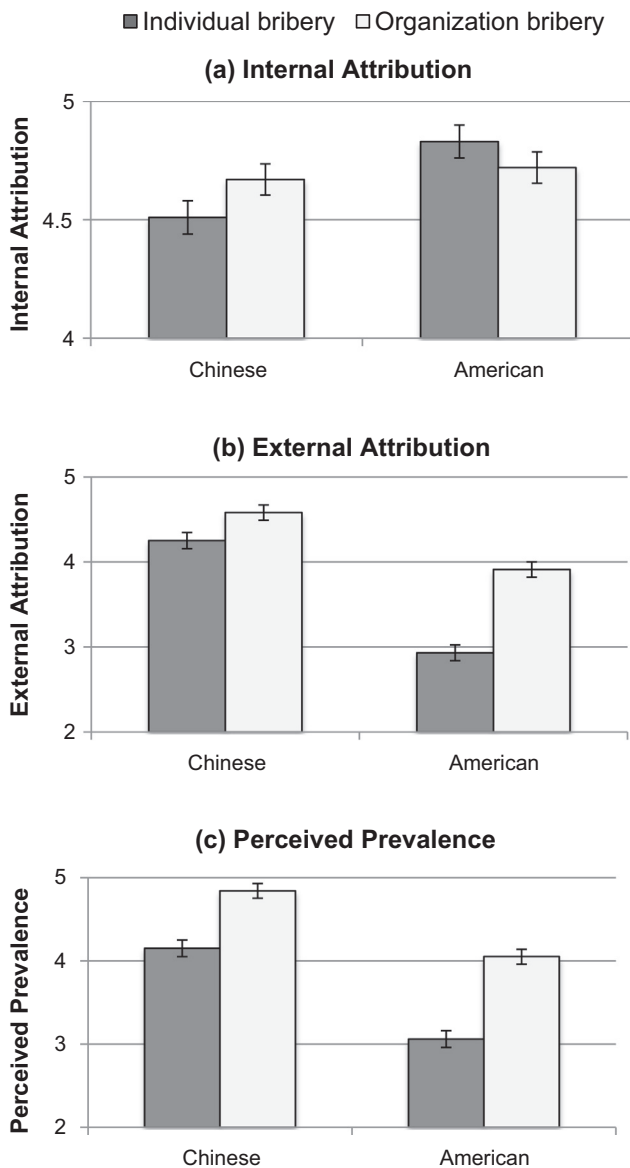 Individual bribery Organization bribery
(a) Internal Attribution
Internal Attribution
5
4.5
4
Chinese American
(b) External Attribution
External Attribution
5
4
3
2
Chinese American
(c) Perceived Prevalence
Perceived Prevalence
5
4
3
2
Chinese American